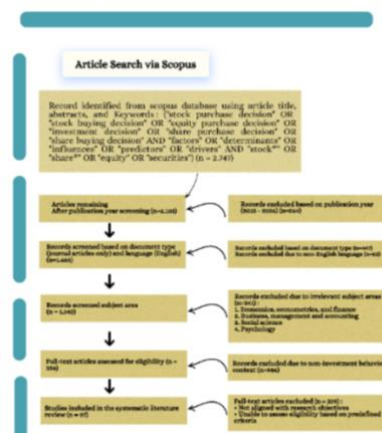 Article Search via Scopus
Record identified from scopus database using article title,
abstracts, and Keywords: ("stock purchase decision" OR
"stock buying decision" OR "equity purchase decision" OR
"investment decision" OR "share purchase decision" OR
"share buying decision" AND "factors" OR "determinants" OR
"influences" OR "predictors" OR "drivers" AND "stock*" OR
"share*" OR "equity" OR "securities") (n = 2,747)
Articles remaining
After publication year screening
Records excluded based on publication year
Records screened based on document type
(journal articles only) and language (English)
Records excluded based on document type
Records excluded due to non-English language
Records screened subject area
Records excluded due to irrelevant subject areas
1. Economics, econometrics, and finance
2. Business, management and accounting
3. Social science
4. Psychology
Full-text articles assessed for eligibility (n =
Records excluded due to non-investment behavior
context
Studies included in the systematic literature
review
Full-text articles excluded
• Not aligned with research objectives
• Unable to assess eligibility based on predefined
criteria